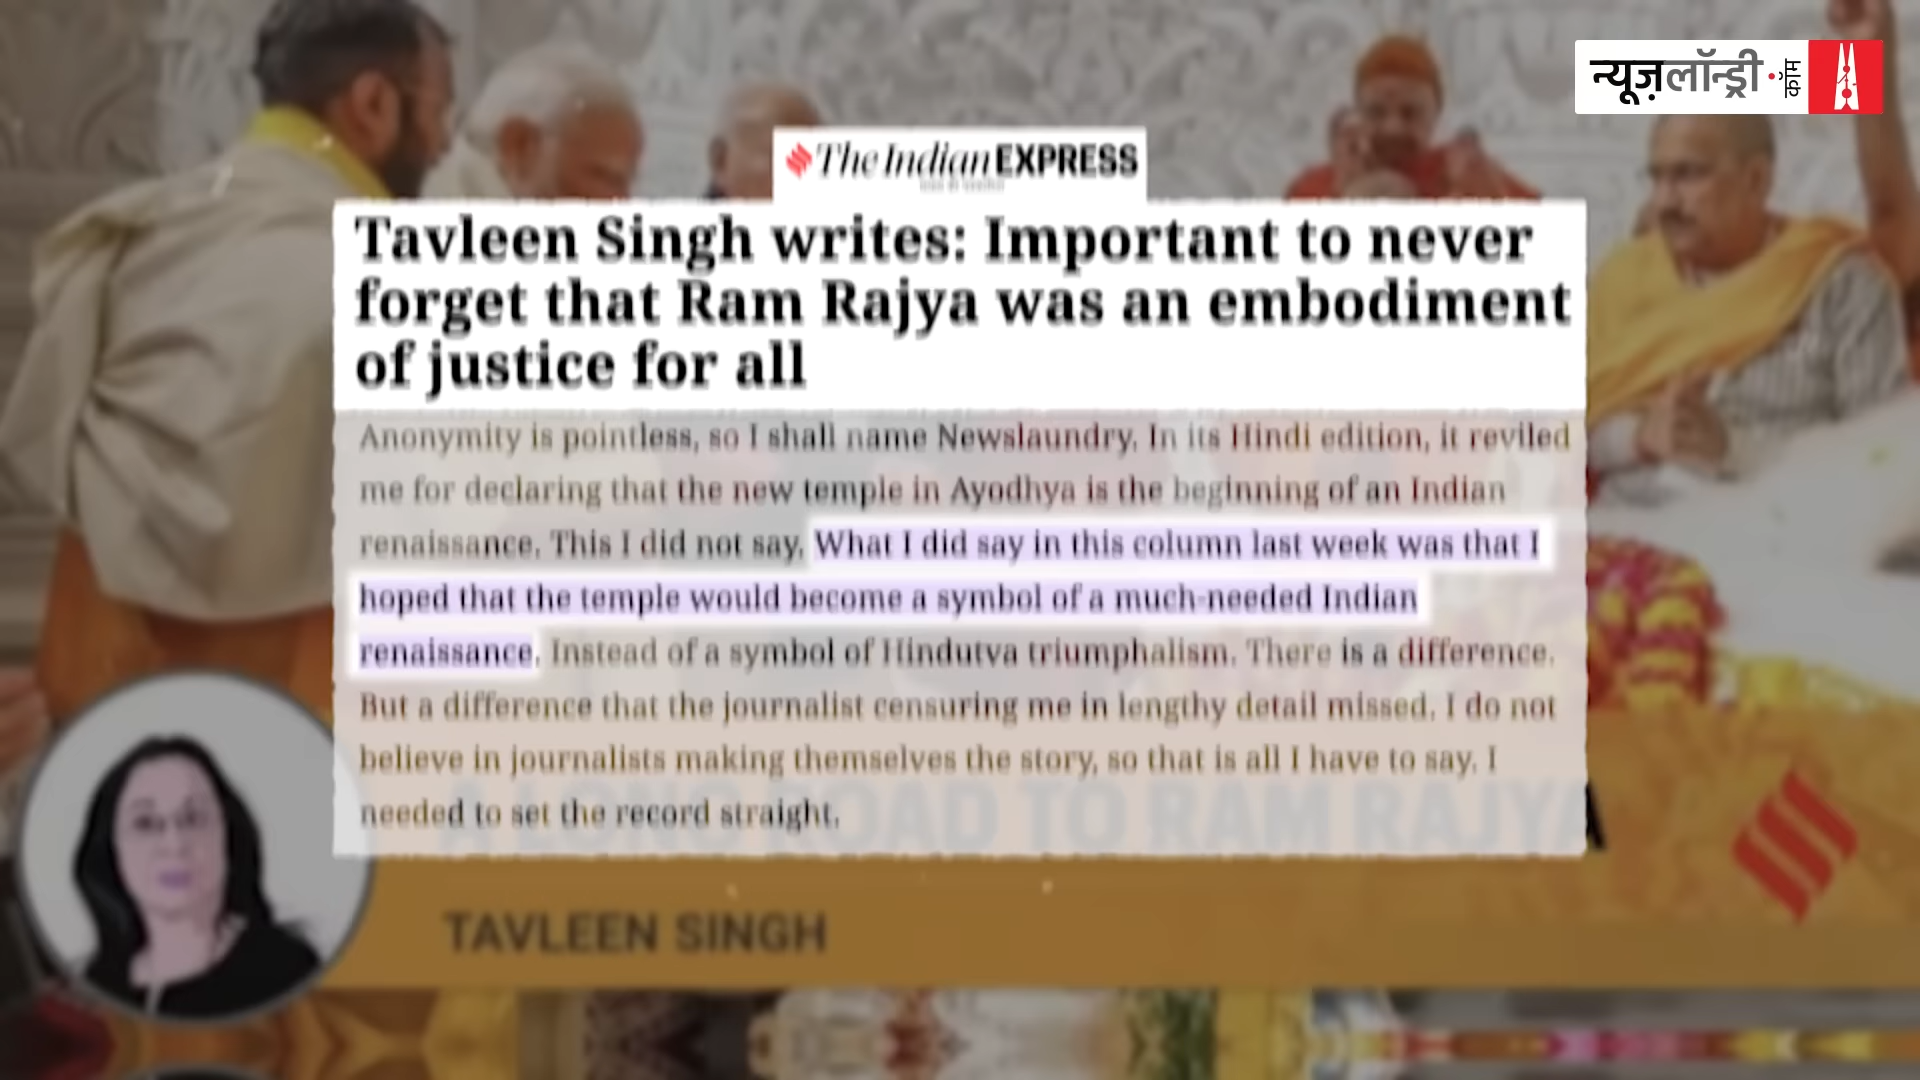 न्यूज़लॉन्ड्री.कॉम
The Indian EXPRESS
Tavleen Singh writes: Important to never
forget that Ram Rajya was an embodiment
of justice for all
Anonymity is pointless, so I shall name Newslaundry. In its Hindi edition, it reviled
me for declaring that the new temple in Ayodhya is the beginning of an Indian
renaissance. This I did not say. What I did say in this column last week was that I
hoped that the temple would become a symbol of a much-needed Indian
renaissance. Instead of a symbol of Hindutva triumphalism. There is a difference.
But a difference that the journalist censuring me in lengthy detail missed. I do not
believe in journalists making themselves the story, so that is all I have to say. I
needed to set the record straight.
A LONG ROAD TO RAM RAJYA
TAVLEEN SINGH